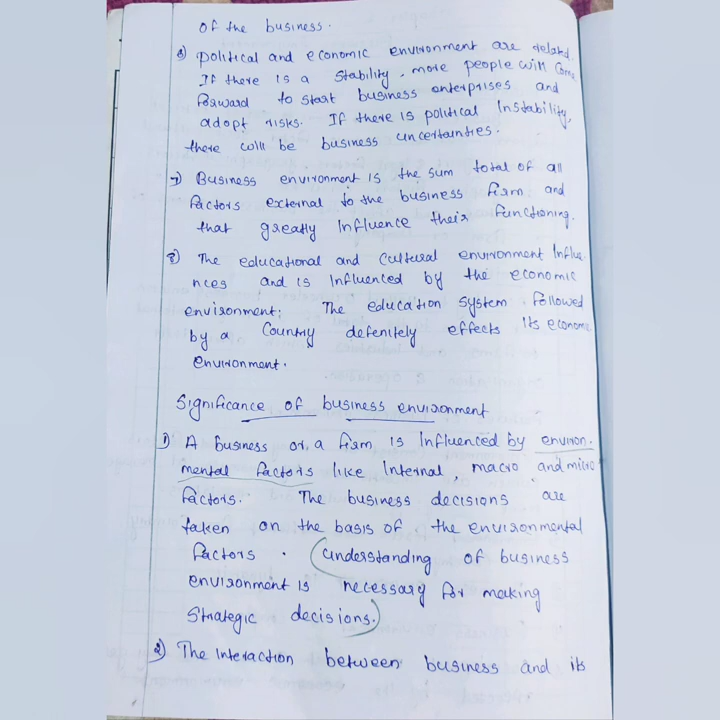 of the business.
6) Political and economic environment are related.
If there is a stability, more people will come
forward to start business enterprises and
adopt risks. If there is political instability,
there will be business uncertainties.
7) Business environment is the sum total of all
factors external to the business firm and
that greatly influence their functioning.
8) The educational and cultural environment influe-
nces and is influenced by the economic
environment; The education system followed
by a country defenitely effects its economic
environment.
Significance of business environment
1) A business or a firm is influenced by environ-
mental factors like internal, macro and micro
factors. The business decisions are
taken on the basis of the environmental
factors. (understanding of business
environment is necessary for making
strategic decisions.)
2) The interaction between business and its